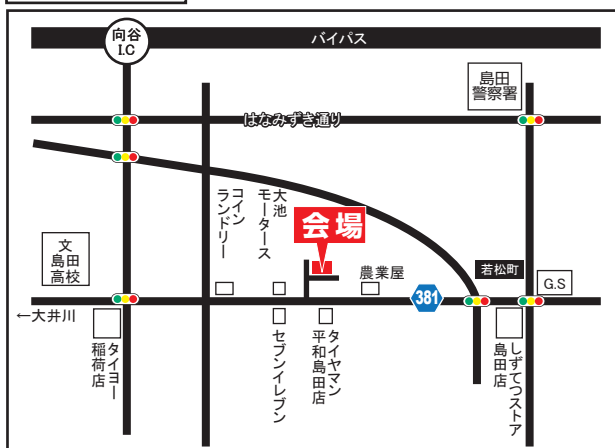 向谷
I.C
バイパス
島田
警察署
はなみずき通り
コイン
ランドリー
大池
モータース
会場
文
島田
高校
農業屋
381
若松町
G.S
←大井川
タイヨー
稲荷店
セブンイレブン
タイヤマン
平和島田店
しずてつストア
島田店